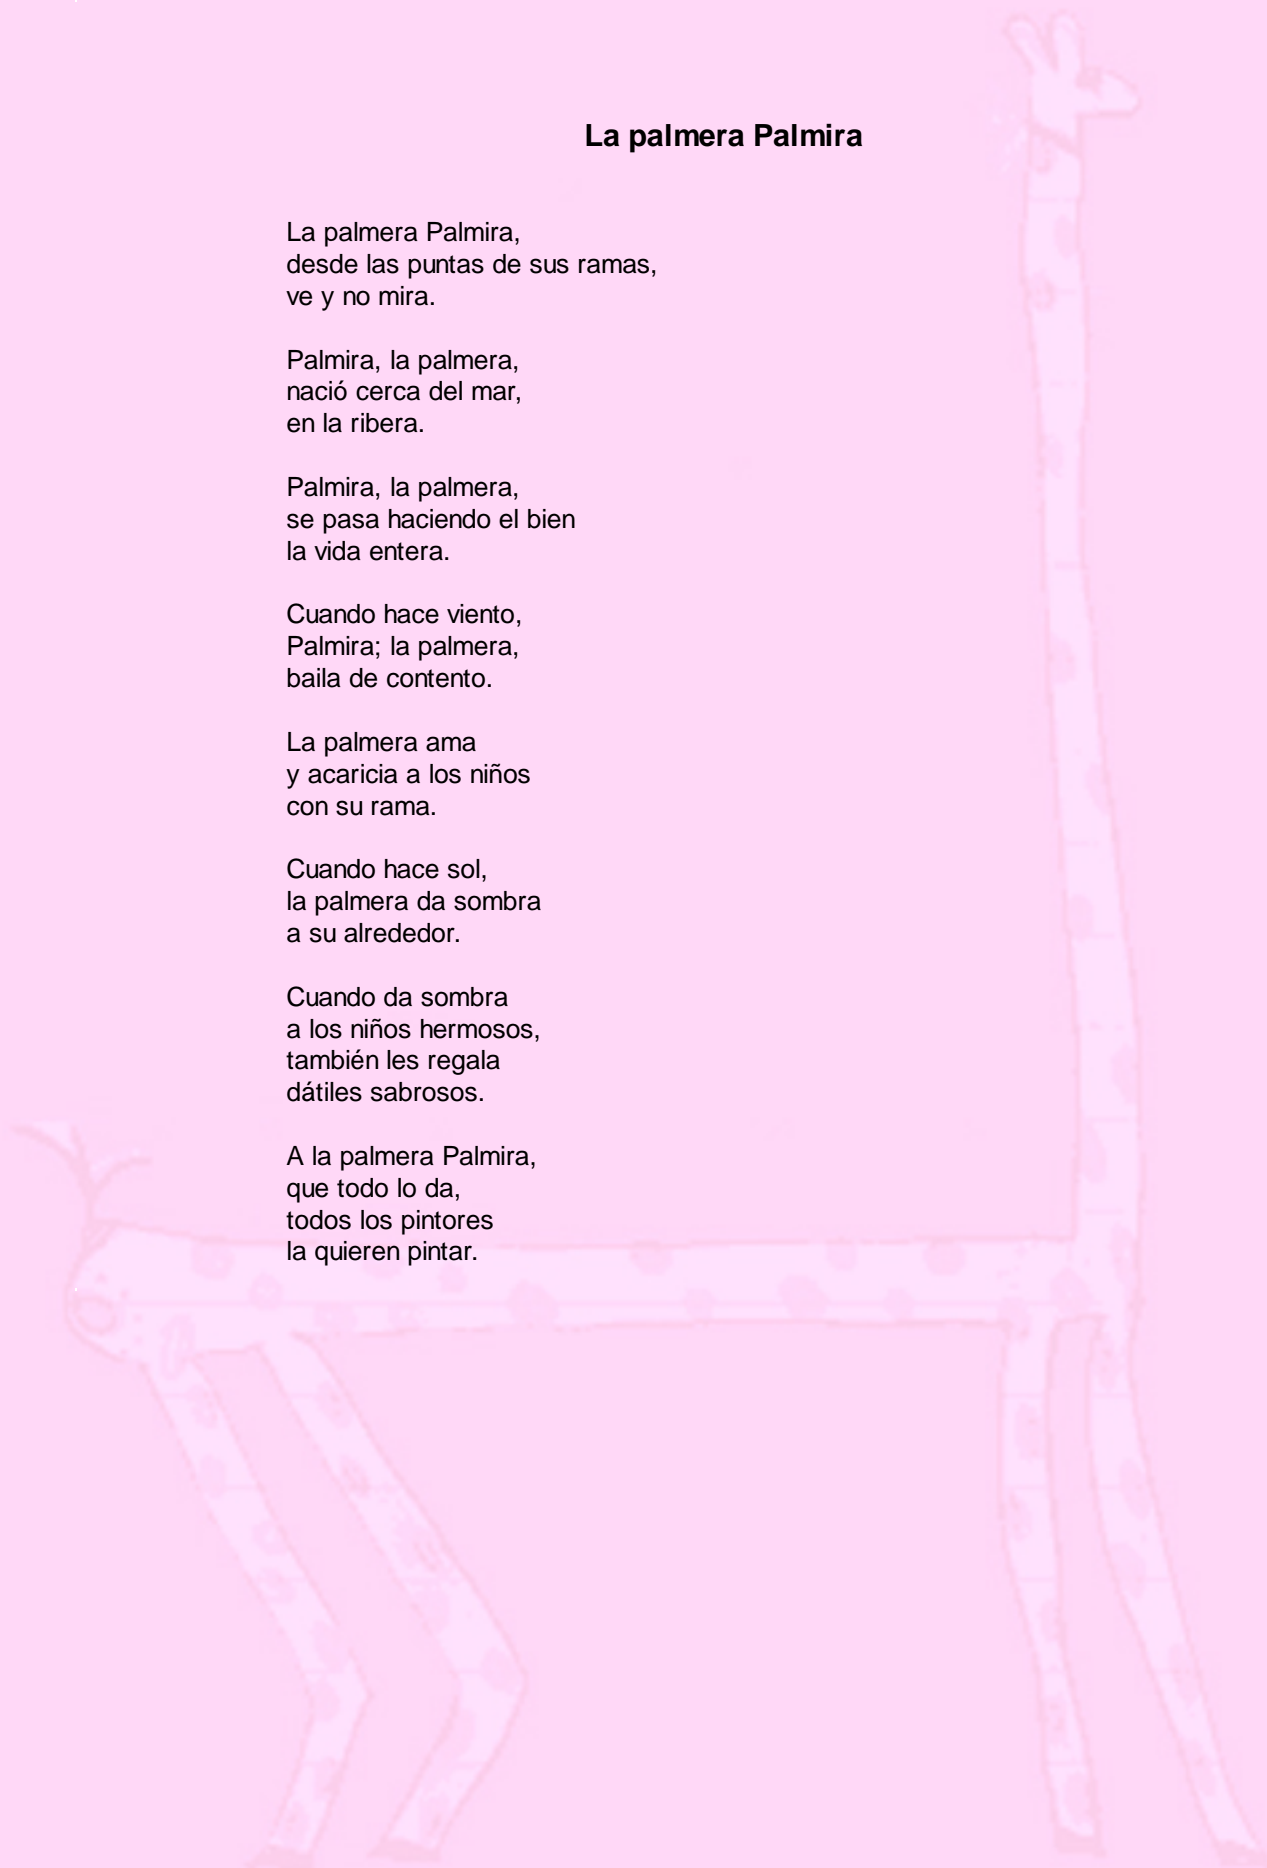 La palmera Palmira
La palmera Palmira,
desde las puntas de sus ramas,
ve y no mira.
Palmira, la palmera,
nació cerca del mar,
en la ribera.
Palmira, la palmera,
se pasa haciendo el bien
la vida entera.
Cuando hace viento,
Palmira; la palmera,
baila de contento.
La palmera ama
y acaricia a los niños
con su rama.
Cuando hace sol,
la palmera da sombra
a su alrededor.
Cuando da sombra
a los niños hermosos,
también les regala
dátiles sabrosos.
A la palmera Palmira,
que todo lo da,
todos los pintores
la quieren pintar.